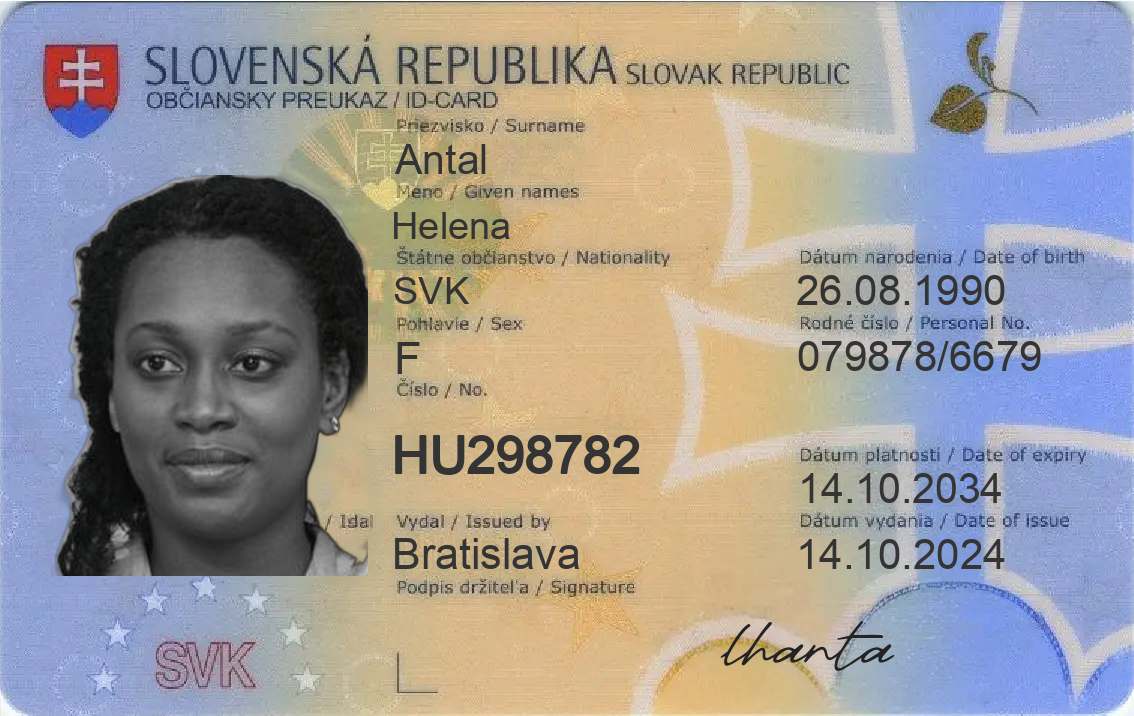 SLOVENSKÁ REPUBLIKA SLOVAK REPUBLIC
OBČIANSKY PREUKAZ / ID-CARD
Priezvisko / Surname
Antal
Meno / Given names
Helena
Štátne občianstvo / Nationality
SVK
Dátum narodenia / Date of birth
26.08.1990
Pohlavie / Sex
F
Rodné číslo / Personal No.
079878/6679
Číslo / No.
HU298782
Dátum platnosti / Date of expiry
14.10.2034
/ Idal
Vydal / Issued by
Bratislava
Dátum vydania / Date of issue
14.10.2024
Podpis držiteľa / Signature
lhanta
SVK